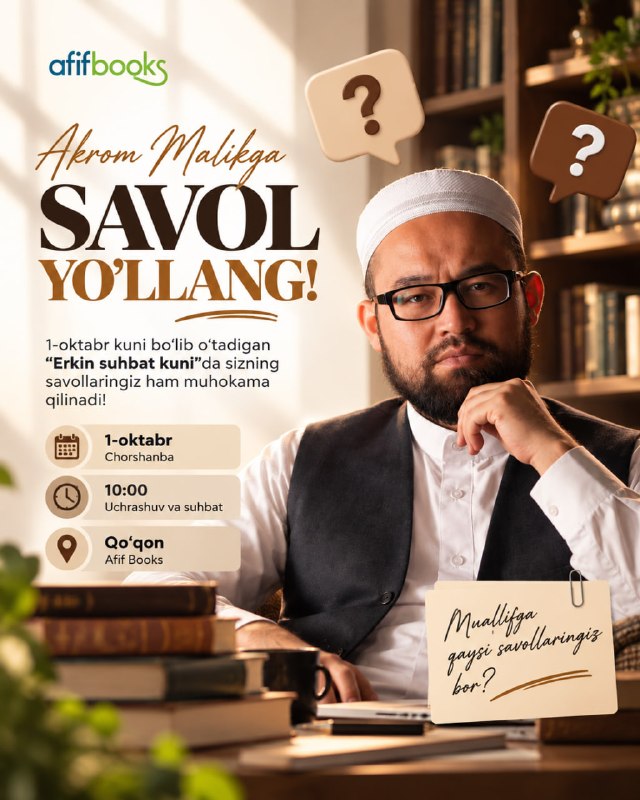 afifbooks
?
?
Akrom Malikga
SAVOL
YO'LLANG!
1-oktabr kuni bo‘lib o‘tadigan
“Erkin suhbat kuni”da sizning
savollaringiz ham muhokama
qilinadi!
1-oktabr
Chorshanba
10:00
Uchrashuv va suhbat
Qo‘qon
Afif Books
Muallifga
qaysi savollaringiz
bor?